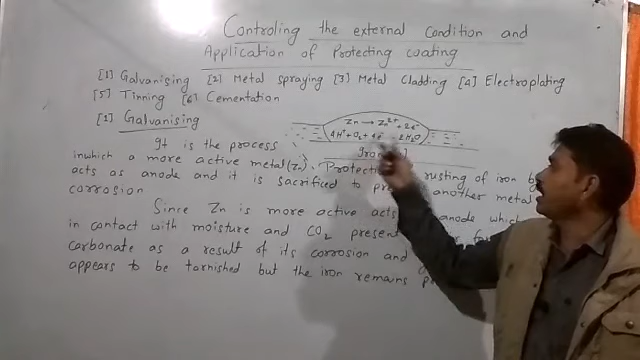 Controling the external Condition and
Application of Protecting coating
[1] Galvanising [2] Metal spraying [3] Metal Cladding [4] Electroplating
[5] Tinning [6] Cementation
[1] Galvanising
Zn → Zn2+ + 2e-
4H+ + O2 + 4e- 2H2O
Iron
It is the process
inwhich a more active metal (Zn). Protecti rusting of iron by
acts as anode and it is sacrificed to pr another metal
corrosion
Since Zn is more active acts anode which
in contact with moisture and CO2 present
carbonate as a result of its corrosion and
appears to be tarnished but the iron remains